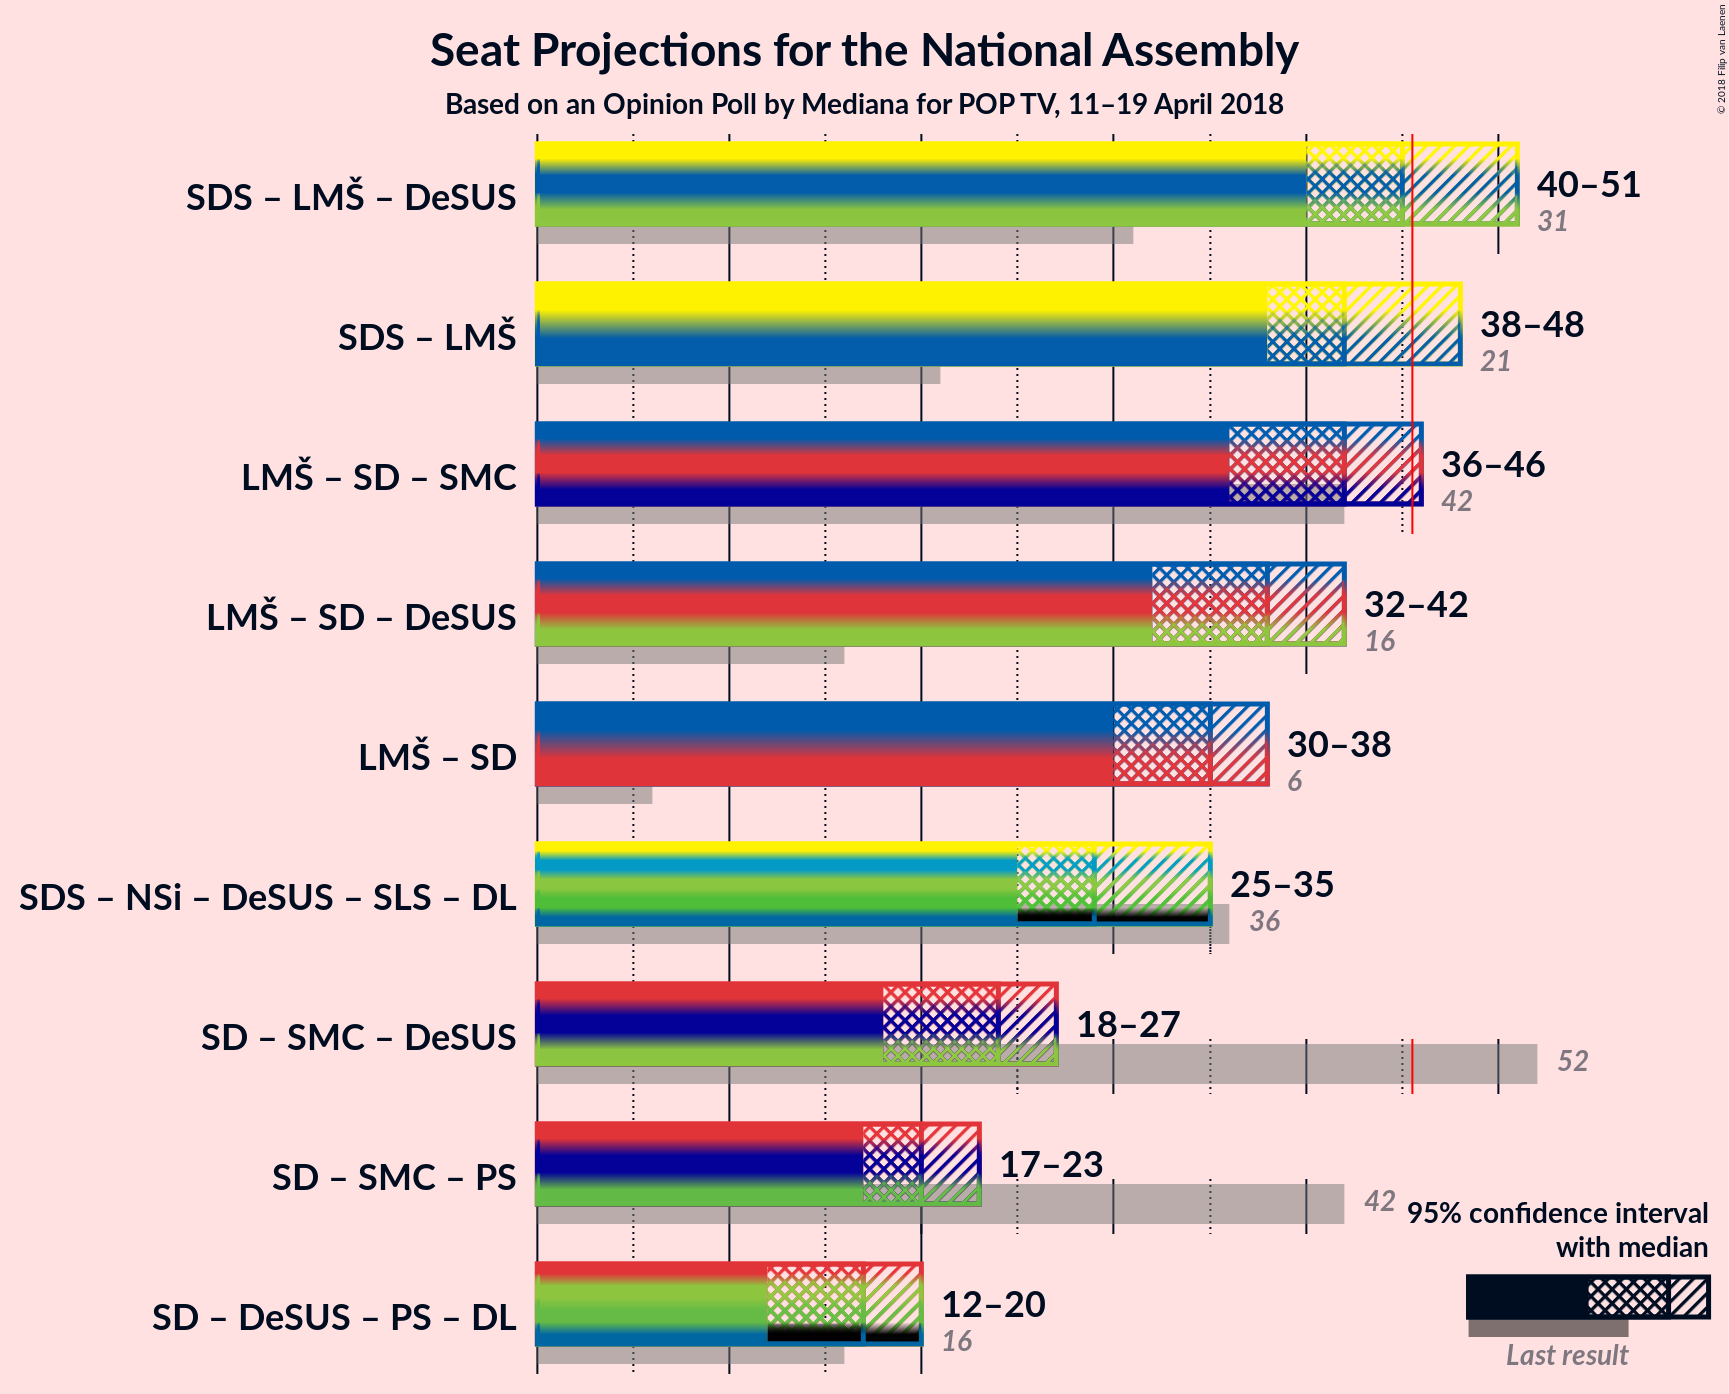 Seat Projections for the National Assembly
Based on an Opinion Poll by Mediana for POP TV, 11–19 April 2018
© 2018 Filip van Laenen
SDS – LMŠ – DeSUS
40–51
31
SDS – LMŠ
38–48
21
LMŠ – SD – SMC
36–46
42
LMŠ – SD – DeSUS
32–42
16
LMŠ – SD
30–38
6
SDS – NSi – DeSUS – SLS – DL
25–35
36
SD – SMC – DeSUS
18–27
52
SD – SMC – PS
17–23
42
SD – DeSUS – PS – DL
12–20
16
95% confidence interval
with median
Last result